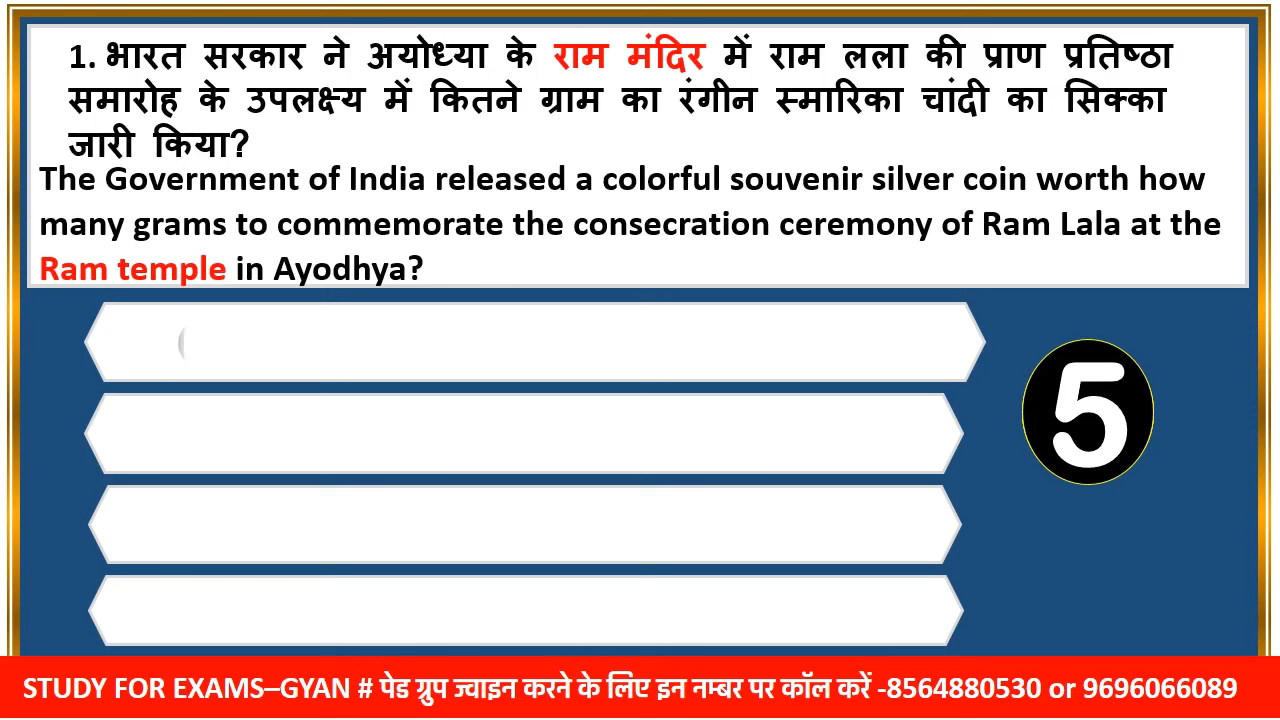 1. भारत सरकार ने अयोध्या के राम मंदिर में राम लला की प्राण प्रतिष्ठा
समारोह के उपलक्ष्य में कितने ग्राम का रंगीन स्मारिका चांदी का सिक्का
जारी किया?
The Government of India released a colorful souvenir silver coin worth how
many grams to commemorate the consecration ceremony of Ram Lala at the
Ram temple in Ayodhya?
(
5
STUDY FOR EXAMS–GYAN # पेड ग्रुप ज्वाइन करने के लिए इन नम्बर पर कॉल करें -8564880530 or 9696066089